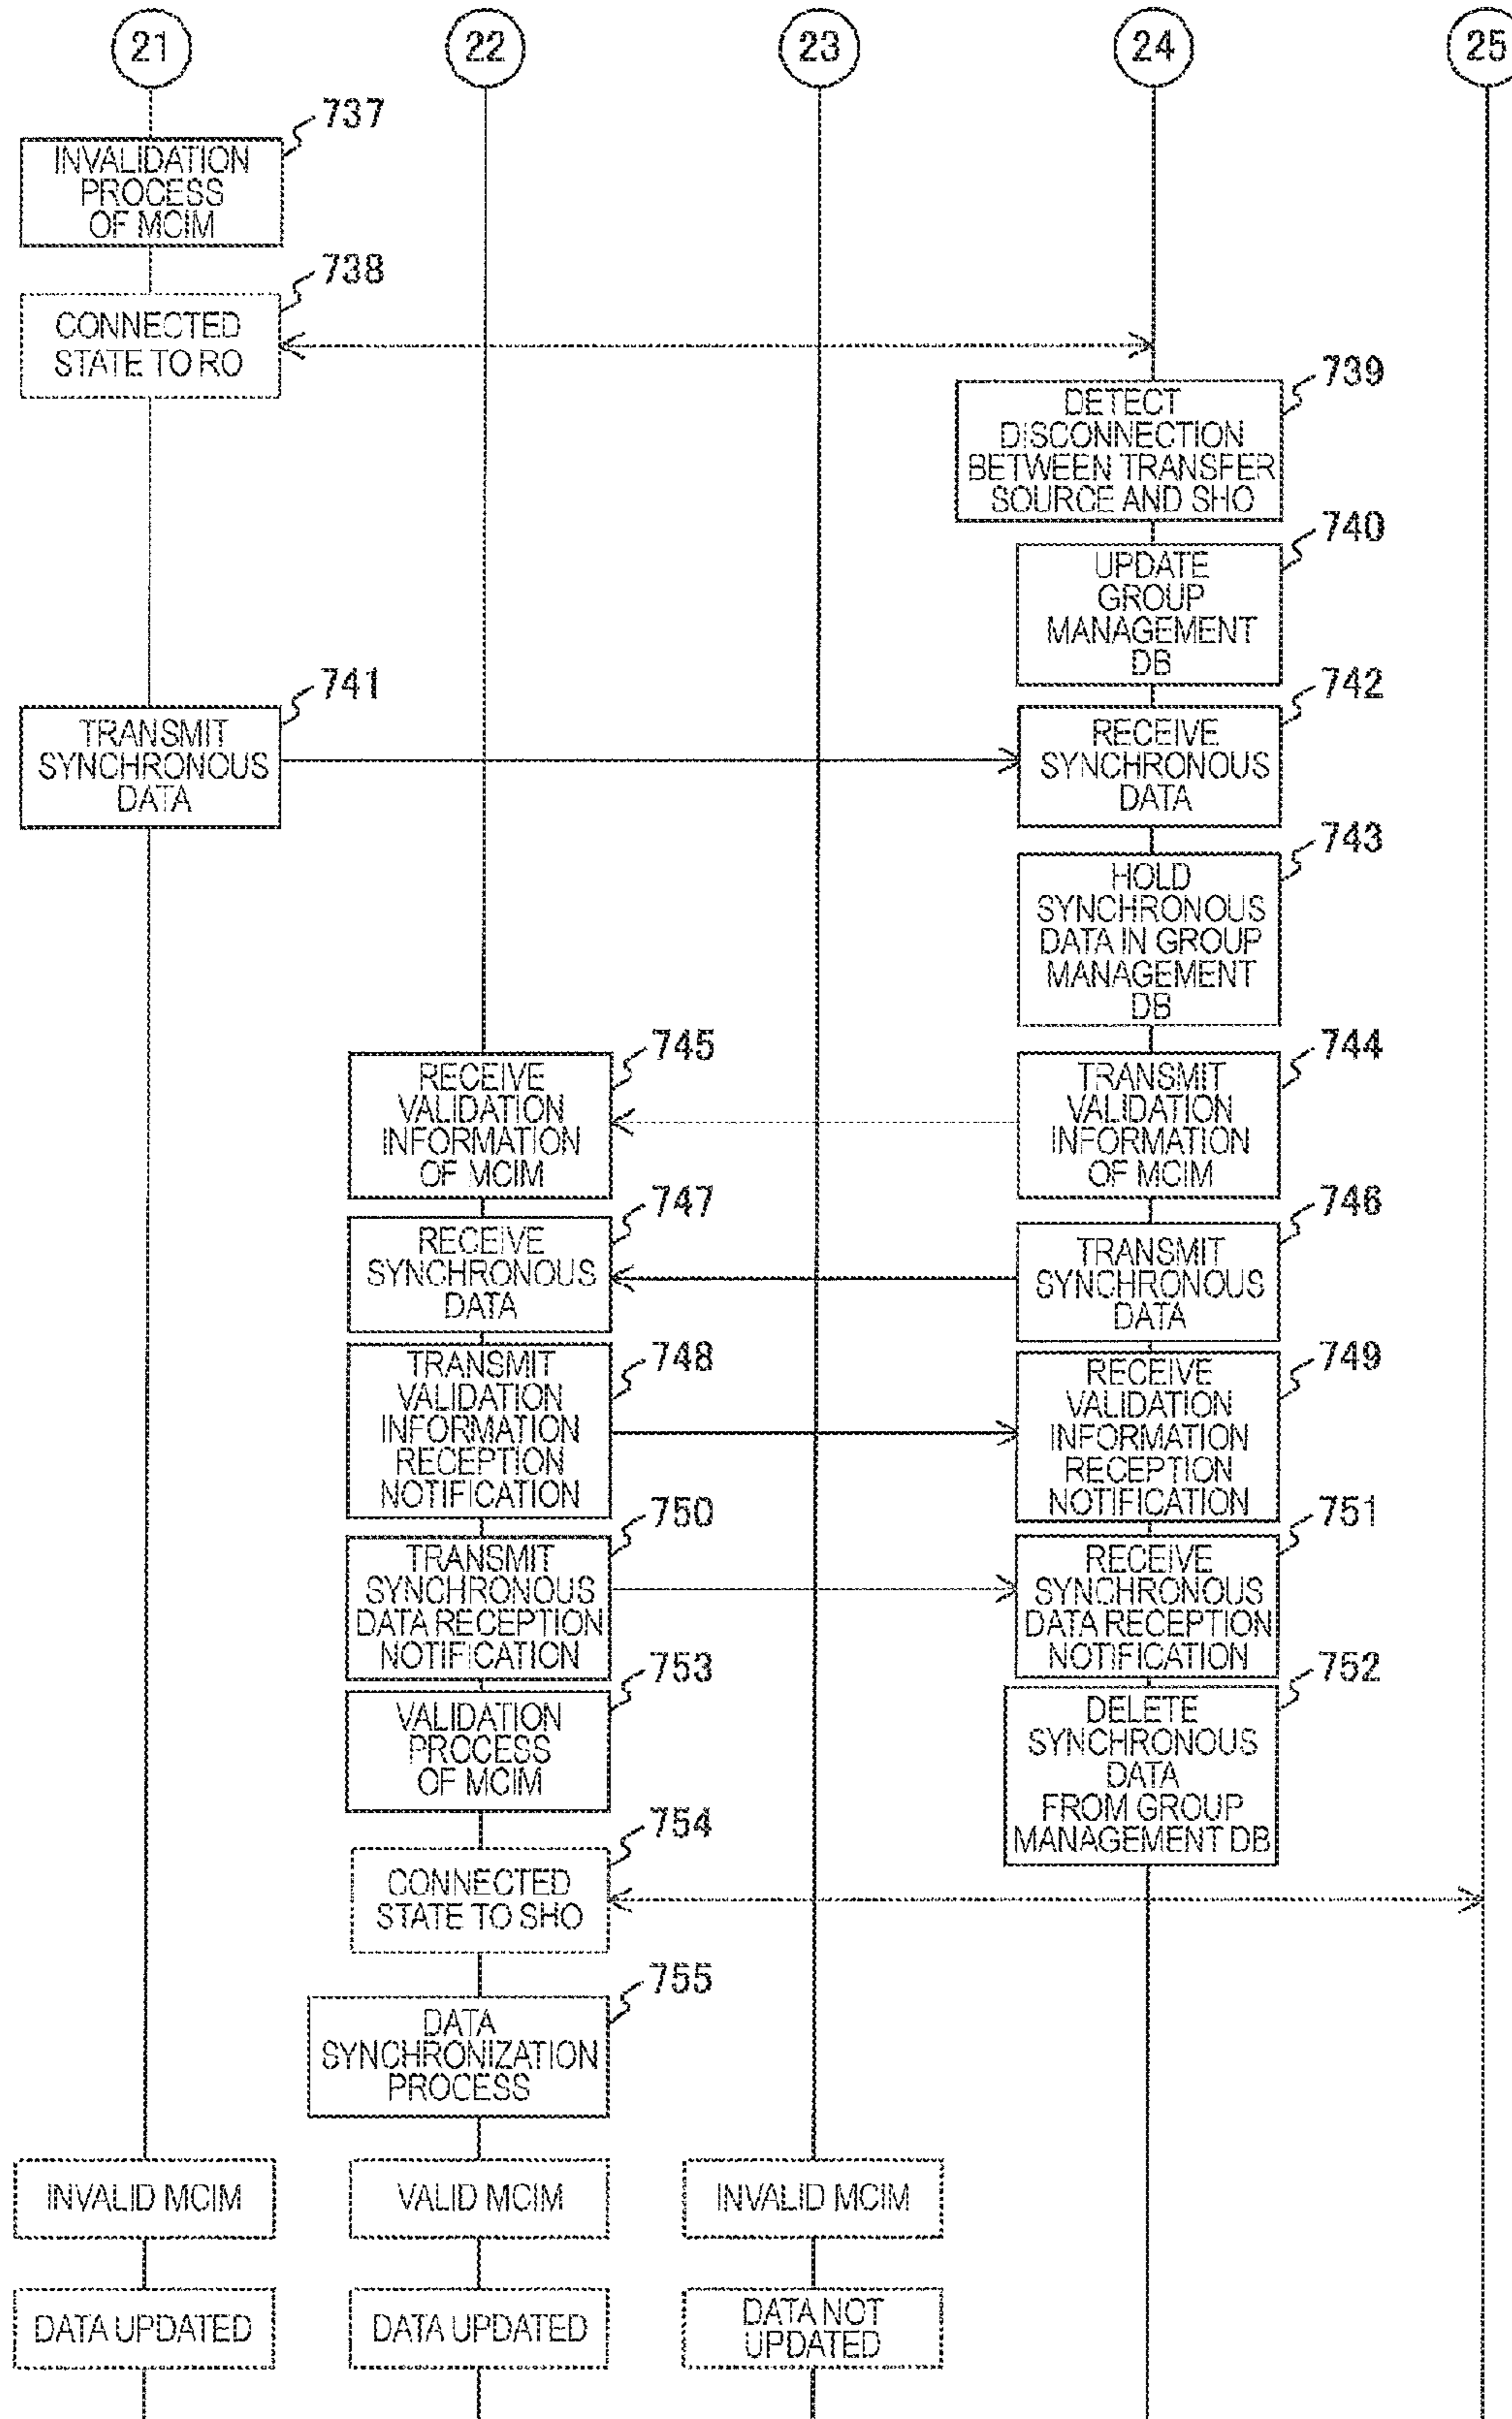 21
22
23
24
25
737
INVALIDATION
PROCESS
OF MCIM
738
CONNECTED
STATE TO RO
739
DETECT
DISCONNECTION
BETWEEN TRANSFER
SOURCE AND SHO
740
UPDATE
GROUP
MANAGEMENT
DB
741
TRANSMIT
SYNCHRONOUS
DATA
742
RECEIVE
SYNCHRONOUS
DATA
743
HOLD
SYNCHRONOUS
DATA IN GROUP
MANAGEMENT
DB
745
RECEIVE
VALIDATION
INFORMATION
OF MCIM
744
TRANSMIT
VALIDATION
INFORMATION
OF MCIM
747
RECEIVE
SYNCHRONOUS
DATA
746
TRANSMIT
SYNCHRONOUS
DATA
748
TRANSMIT
VALIDATION
INFORMATION
RECEPTION
NOTIFICATION
749
RECEIVE
VALIDATION
INFORMATION
RECEPTION
NOTIFICATION
750
TRANSMIT
SYNCHRONOUS
DATA RECEPTION
NOTIFICATION
751
RECEIVE
SYNCHRONOUS
DATA RECEPTION
NOTIFICATION
753
VALIDATION
PROCESS
OF MCIM
752
DELETE
SYNCHRONOUS
DATA
FROM GROUP
MANAGEMENT DB
754
CONNECTED
STATE TO SHO
755
DATA
SYNCHRONIZATION
PROCESS
INVALID MCIM
VALID MCIM
INVALID MCIM
DATA UPDATED
DATA UPDATED
DATA NOT
UPDATED